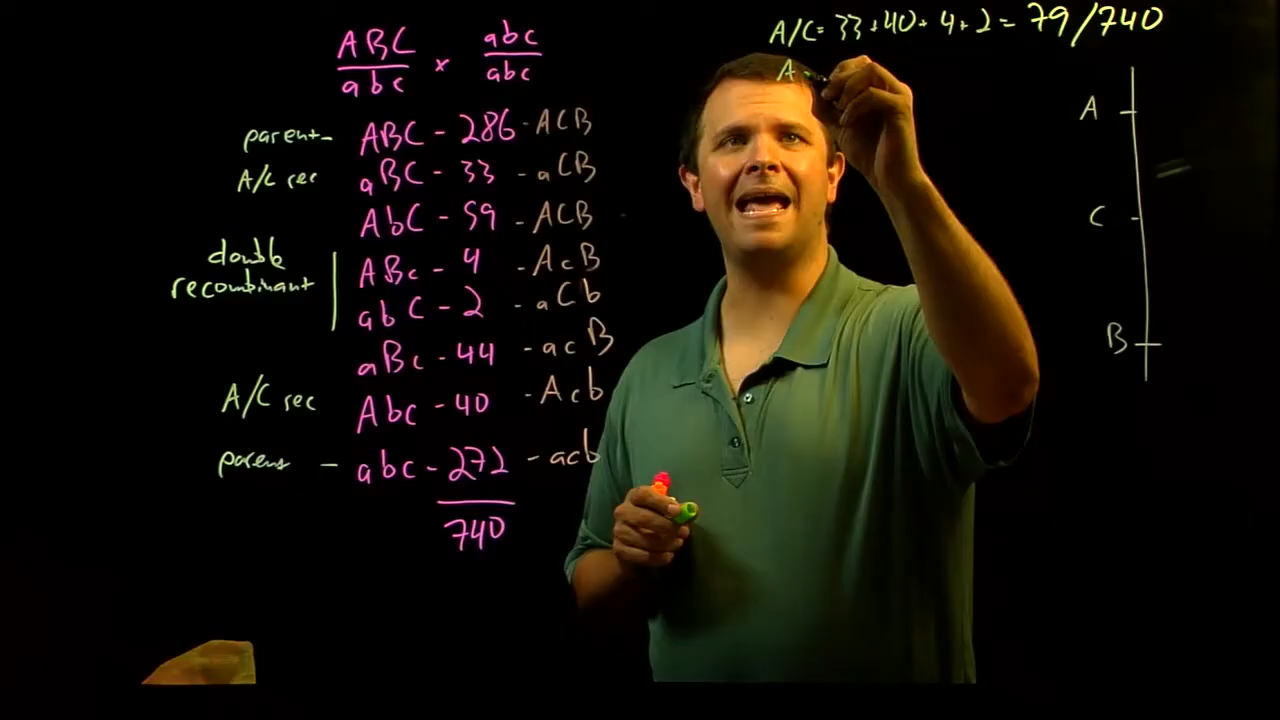 ABC/abc x abc/abc
parent - ABC - 286 - ACB
A/C rec aBC - 33 - aCB
AbC - 59 - ACB
double recombinant
ABc - 4 - AcB
abC - 2 - aCb
aBc - 44 - acB
A/C rec Abc - 40 - Acb
parent - abc - 272 - acb
740
A/C = 33 + 40 + 4 + 2 = 79/740
A
A
C
B